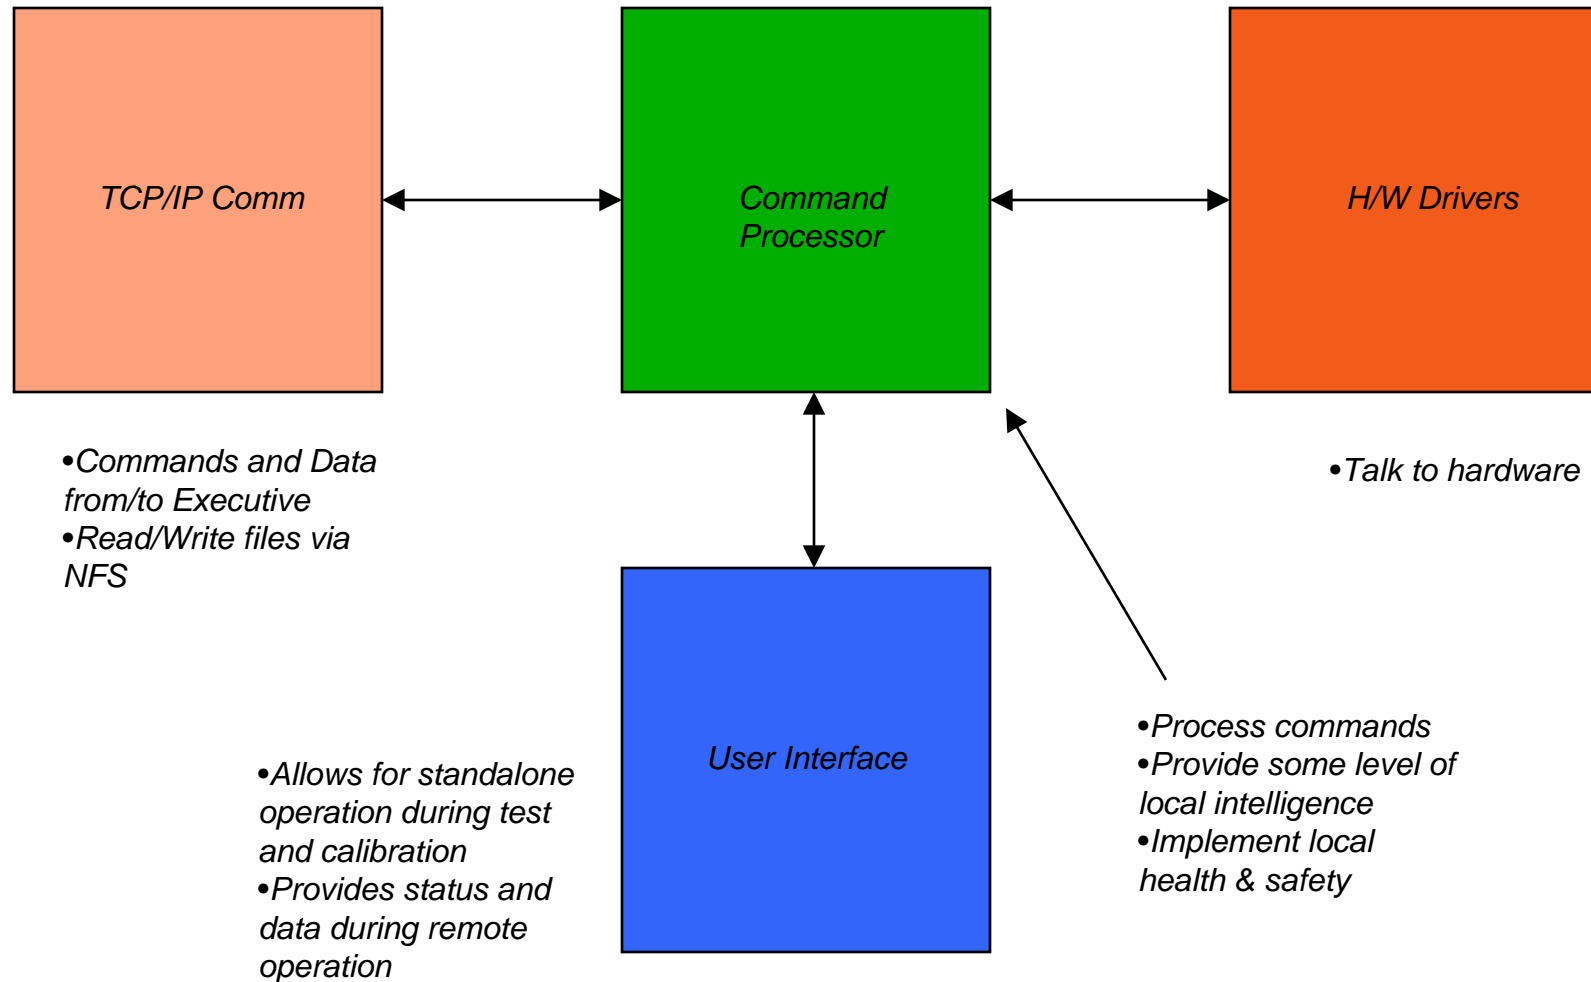 TCP/IP Comm
Command
Processor
H/W Drivers
•Commands and Data
from/to Executive
•Read/Write files via
NFS
•Talk to hardware
User Interface
•Allows for standalone
operation during test
and calibration
•Provides status and
data during remote
operation
•Process commands
•Provide some level of
local intelligence
•Implement local
health & safety